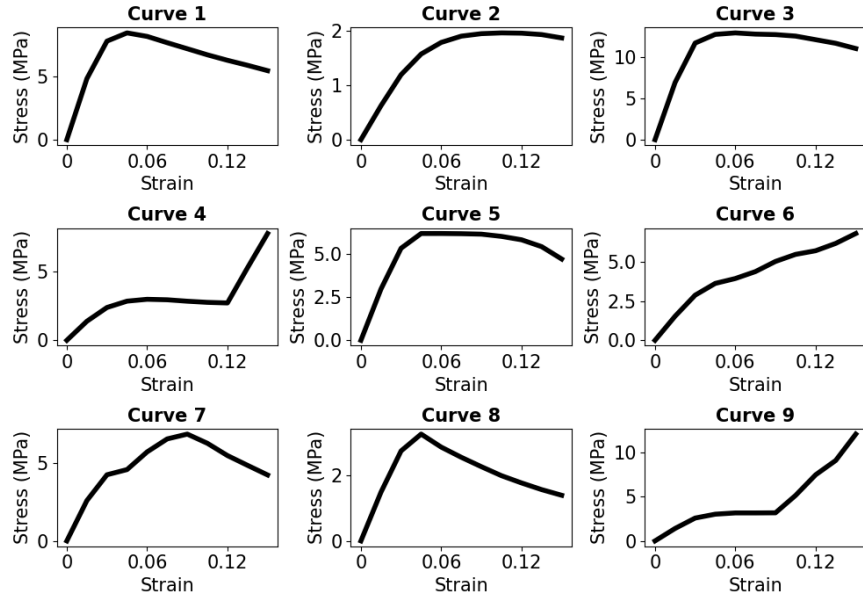 Curve 1
Stress (MPa)
5
0
0 0.06 0.12
Strain
Curve 2
Stress (MPa)
2
1
0
0 0.06 0.12
Strain
Curve 3
Stress (MPa)
10
5
0
0 0.06 0.12
Strain
Curve 4
Stress (MPa)
5
0
0 0.06 0.12
Strain
Curve 5
Stress (MPa)
5.0
2.5
0.0
0 0.06 0.12
Strain
Curve 6
Stress (MPa)
5.0
2.5
0.0
0 0.06 0.12
Strain
Curve 7
Stress (MPa)
5
0
0 0.06 0.12
Strain
Curve 8
Stress (MPa)
2
0
0 0.06 0.12
Strain
Curve 9
Stress (MPa)
10
5
0
0 0.06 0.12
Strain